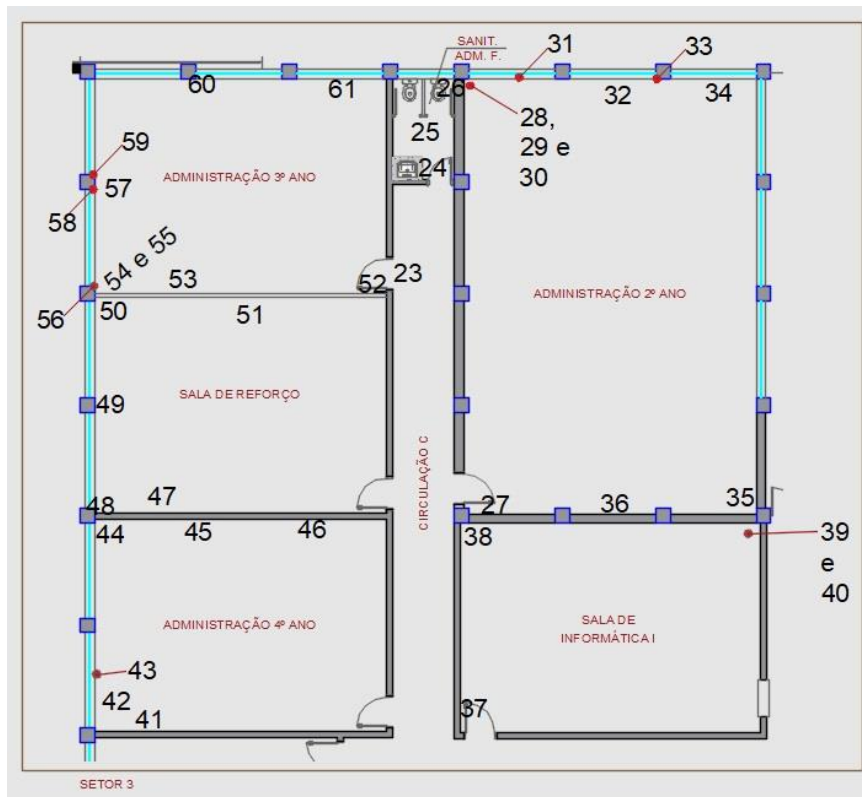 SANIT.
ADM. F.
31
33
60
61
26
32
34
28,
29 e
30
25
24
59
57
58
ADMINISTRAÇÃO 3º ANO
54 e 55
53
52
23
ADMINISTRAÇÃO 2º ANO
56
50
51
SALA DE REFORÇO
49
CIRCULAÇÃO C
48
47
27
36
35
44
45
46
38
39
e
40
ADMINISTRAÇÃO 4º ANO
SALA DE
INFORMÁTICA I
43
42
41
37
SETOR 3